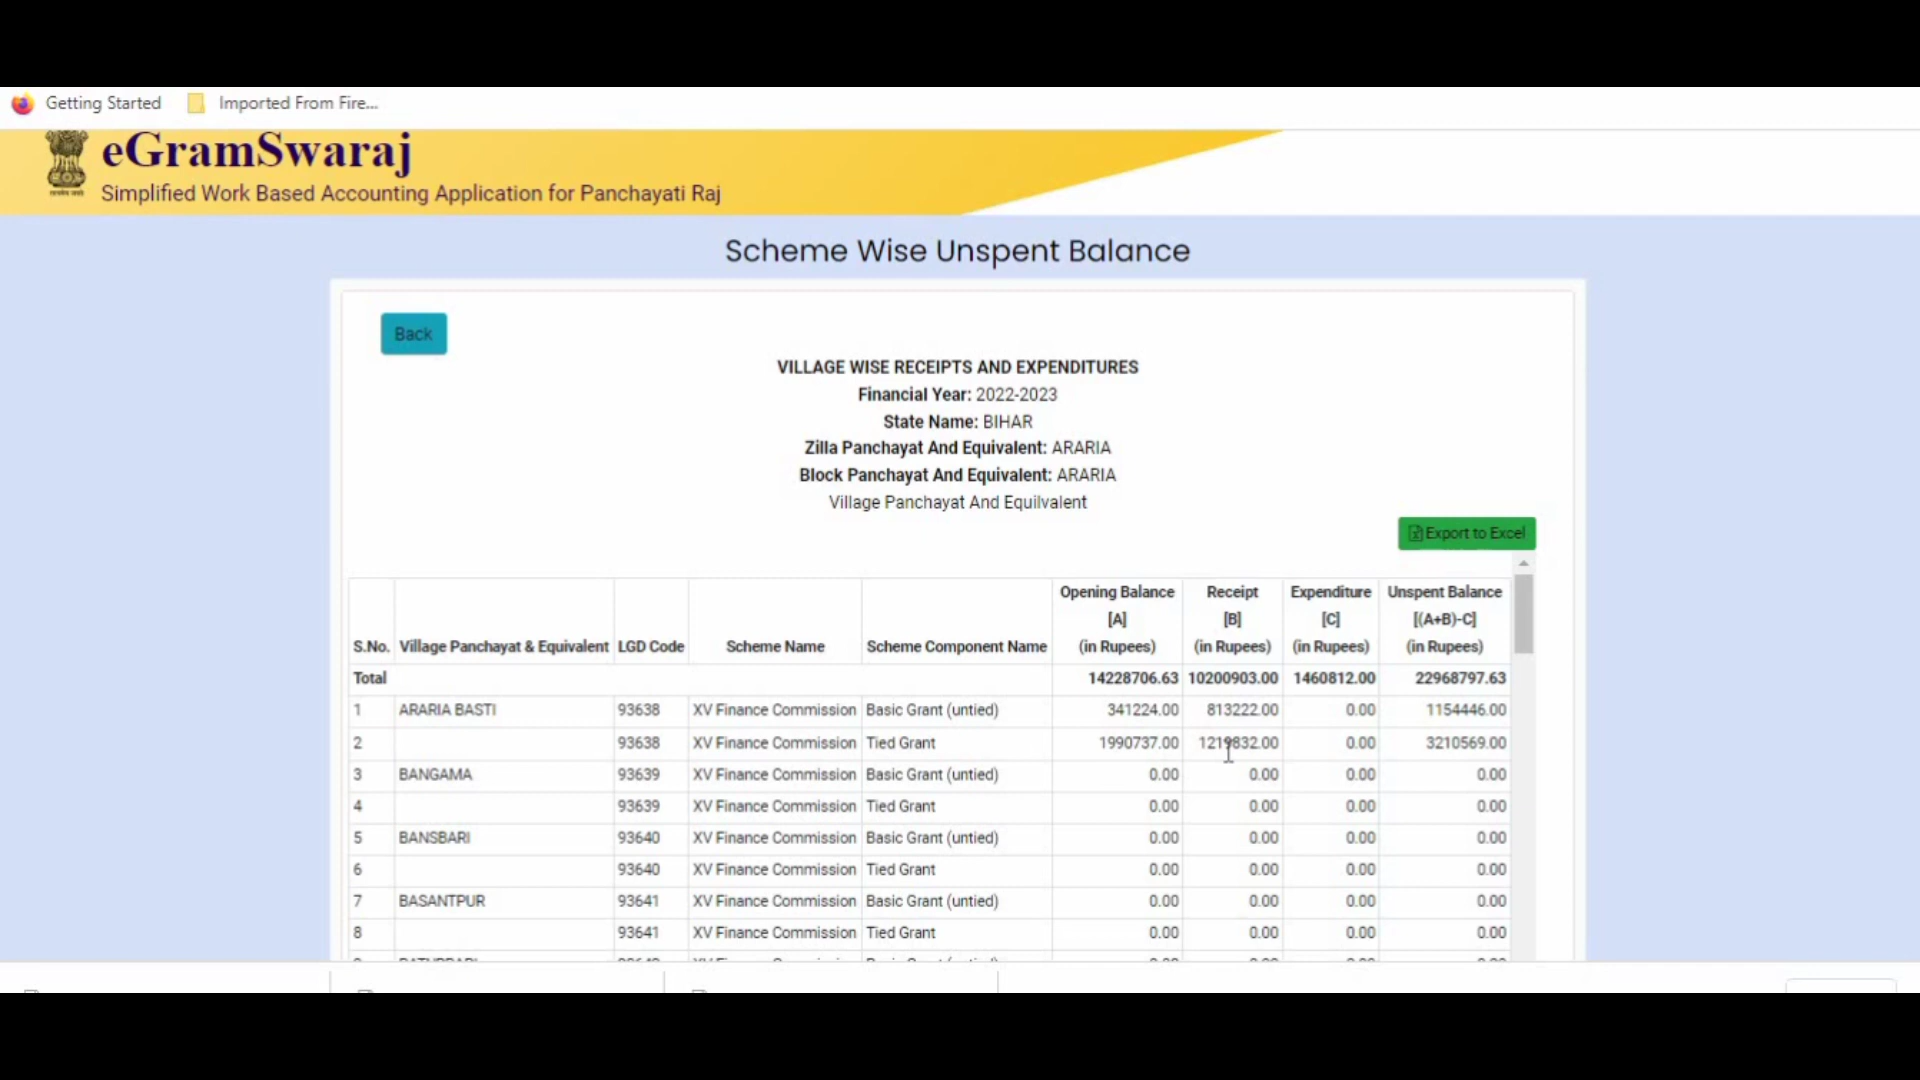 Getting Started Imported From Fire...
eGramSwaraj
Simplified Work Based Accounting Application for Panchayati Raj
Scheme Wise Unspent Balance
Back
VILLAGE WISE RECEIPTS AND EXPENDITURES
Financial Year: 2022-2023
State Name: BIHAR
Zilla Panchayat And Equivalent: ARARIA
Block Panchayat And Equivalent: ARARIA
Village Panchayat And Equilvalent
Export to Excel
Opening Balance Receipt Expenditure Unspent Balance
[A] [B] [C] [(A+B)-C]
S.No. Village Panchayat & Equivalent LGD Code Scheme Name Scheme Component Name (in Rupees) (in Rupees) (in Rupees) (in Rupees)
Total 14228706.63 10200903.00 1460812.00 22968797.63
1 ARARIA BASTI 93638 XV Finance Commission Basic Grant (untied) 341224.00 813222.00 0.00 1154446.00
2 93638 XV Finance Commission Tied Grant 1990737.00 1219832.00 0.00 3210569.00
3 BANGAMA 93639 XV Finance Commission Basic Grant (untied) 0.00 0.00 0.00 0.00
4 93639 XV Finance Commission Tied Grant 0.00 0.00 0.00 0.00
5 BANSBARI 93640 XV Finance Commission Basic Grant (untied) 0.00 0.00 0.00 0.00
6 93640 XV Finance Commission Tied Grant 0.00 0.00 0.00 0.00
7 BASANTPUR 93641 XV Finance Commission Basic Grant (untied) 0.00 0.00 0.00 0.00
8 93641 XV Finance Commission Tied Grant 0.00 0.00 0.00 0.00